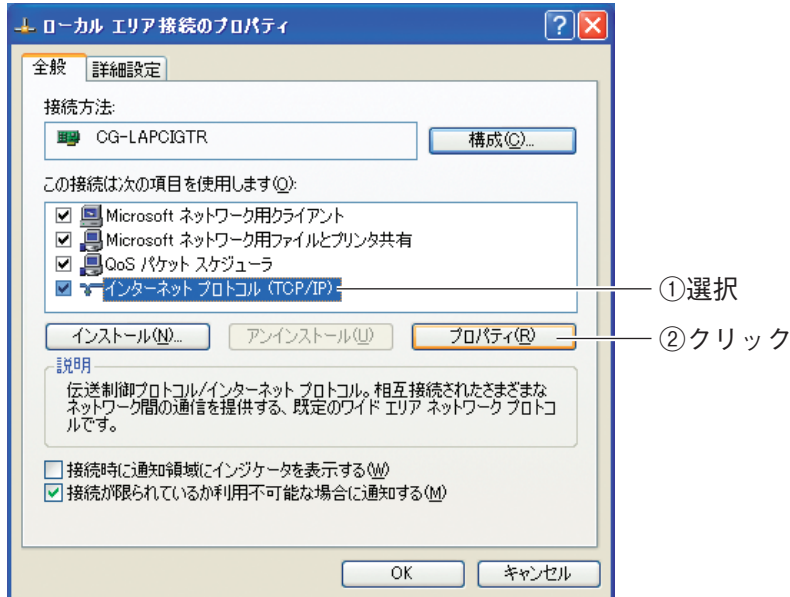 ローカル エリア接続のプロパティ
全般 詳細設定
接続方法:
CG-LAPCIGTR
構成(C)...
この接続は次の項目を使用します(O):
Microsoft ネットワーク用クライアント
Microsoft ネットワーク用ファイルとプリンタ共有
QoS パケット スケジューラ
インターネット プロトコル (TCP/IP)
①選択
インストール(N)... アンインストール(U) プロパティ(R)
②クリック
説明
伝送制御プロトコル/インターネット プロトコル。相互接続されたさまざまな
ネットワーク間の通信を提供する、既定のワイド エリア ネットワーク プロトコ
ルです。
接続時に通知領域にインジケータを表示する(W)
接続が限られているか利用不可能な場合に通知する(M)
OK キャンセル